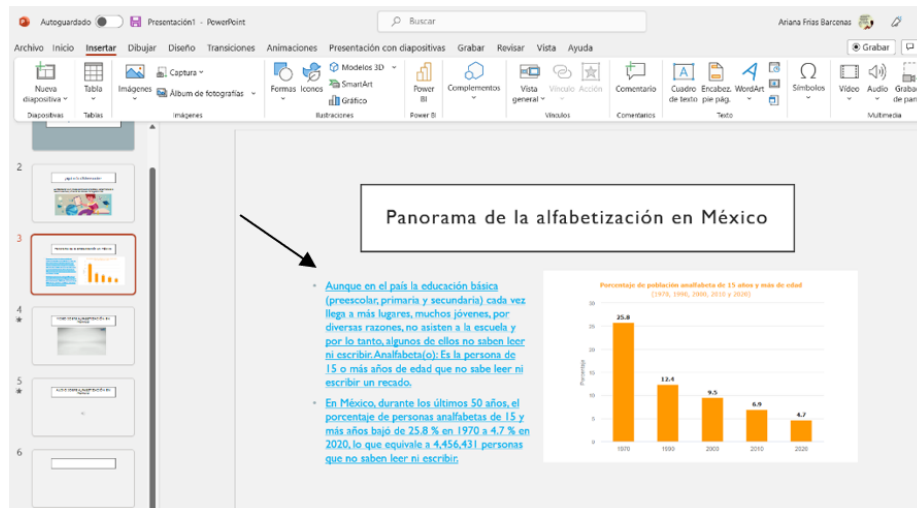 Autoguardado
Presentación1 - PowerPoint
Buscar
Ariana Frias Barcenas
Archivo Inicio Insertar Dibujar Diseño Transiciones Animaciones Presentación con diapositivas Grabar Revisar Vista Ayuda
Grabar
Nueva diapositiva
Tabla
Imágenes
Captura
Álbum de fotografías
Formas
Iconos
Modelos 3D
SmartArt
Gráfico
Power BI
Complementos
Vista general
Vínculo
Acción
Comentario
Cuadro de texto
Encabez. pie pág.
WordArt
Símbolos
Vídeo
Audio
Diapositivas
Tablas
Imágenes
Ilustraciones
Power BI
Vínculos
Comentarios
Texto
Multimedia
2
3
4
5
6
Panorama de la alfabetización en México
Aunque en el país la educación básica
(preescolar, primaria y secundaria) cada vez
llega a más lugares, muchos jóvenes, por
diversas razones, no asisten a la escuela y
por lo tanto, algunos de ellos no saben leer
ni escribir. Analfabeta(o): Es la persona de
15 o más años de edad que no sabe leer ni
escribir un recado.
En México, durante los últimos 50 años, el
porcentaje de personas analfabetas de 15 y
más años bajó de 25.8 % en 1970 a 4.7 % en
2020, lo que equivale a 4,456,431 personas
que no saben leer ni escribir.
Porcentaje de población analfabeta de 15 años y más de edad
(1970, 1990, 2000, 2010 y 2020)
Porcentaje
30
25
20
15
10
5
0
25.8
12.4
9.5
6.9
4.7
1970 1990 2000 2010 2020